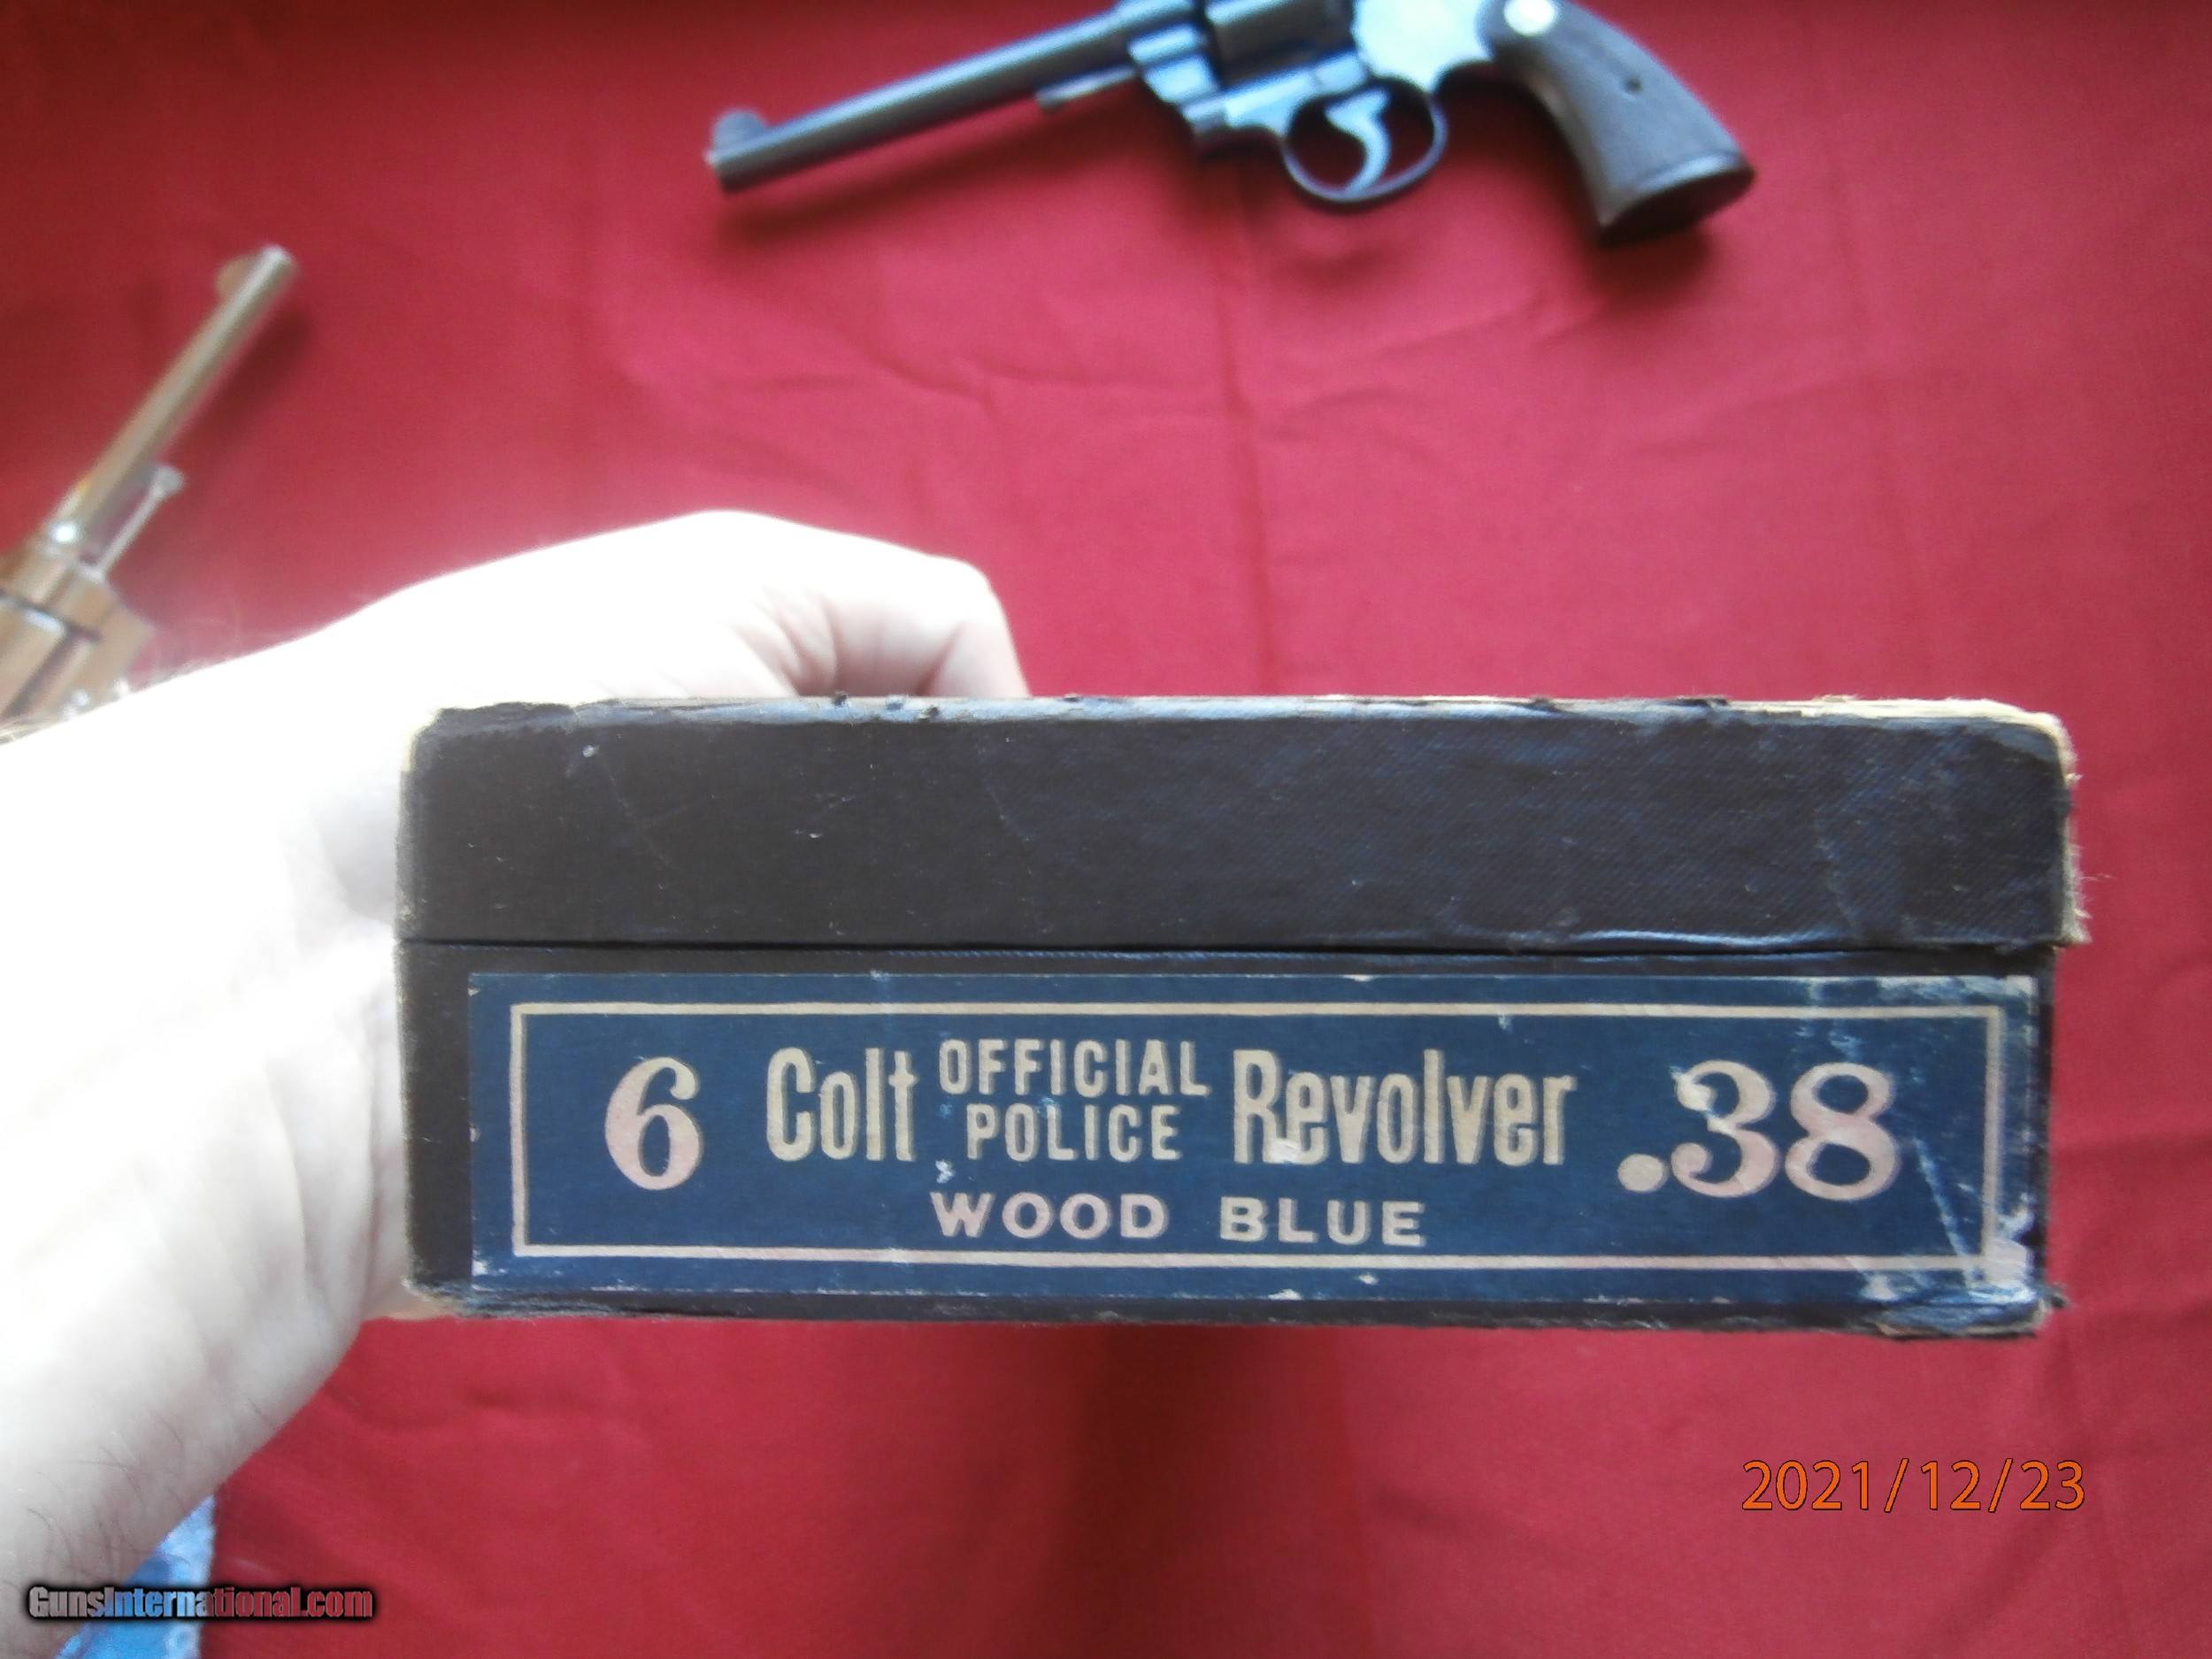 6 Colt OFFICIAL POLICE Revolver .38
WOOD BLUE
2021/12/23
GunsInternational.com